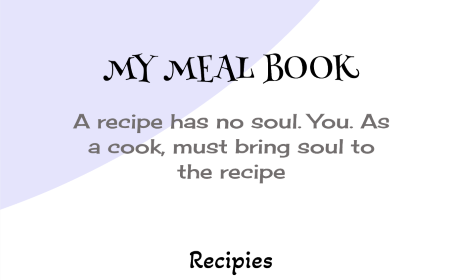 MY MEAL BOOK
A recipe has no soul. You. As
a cook, must bring soul to
the recipe
Recipies